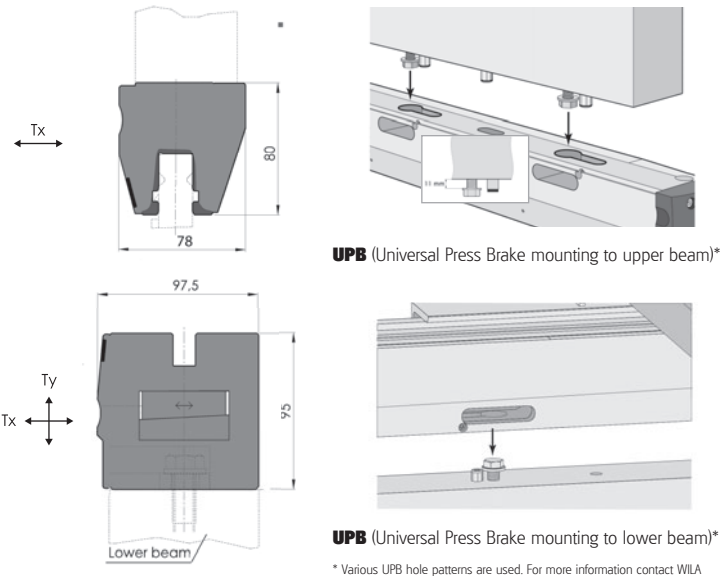 Tx
80
78
11 mm
UPB (Universal Press Brake mounting to upper beam)*
97,5
Ty
Tx
95
Lower beam
UPB (Universal Press Brake mounting to lower beam)*
* Various UPB hole patterns are used. For more information contact WILA